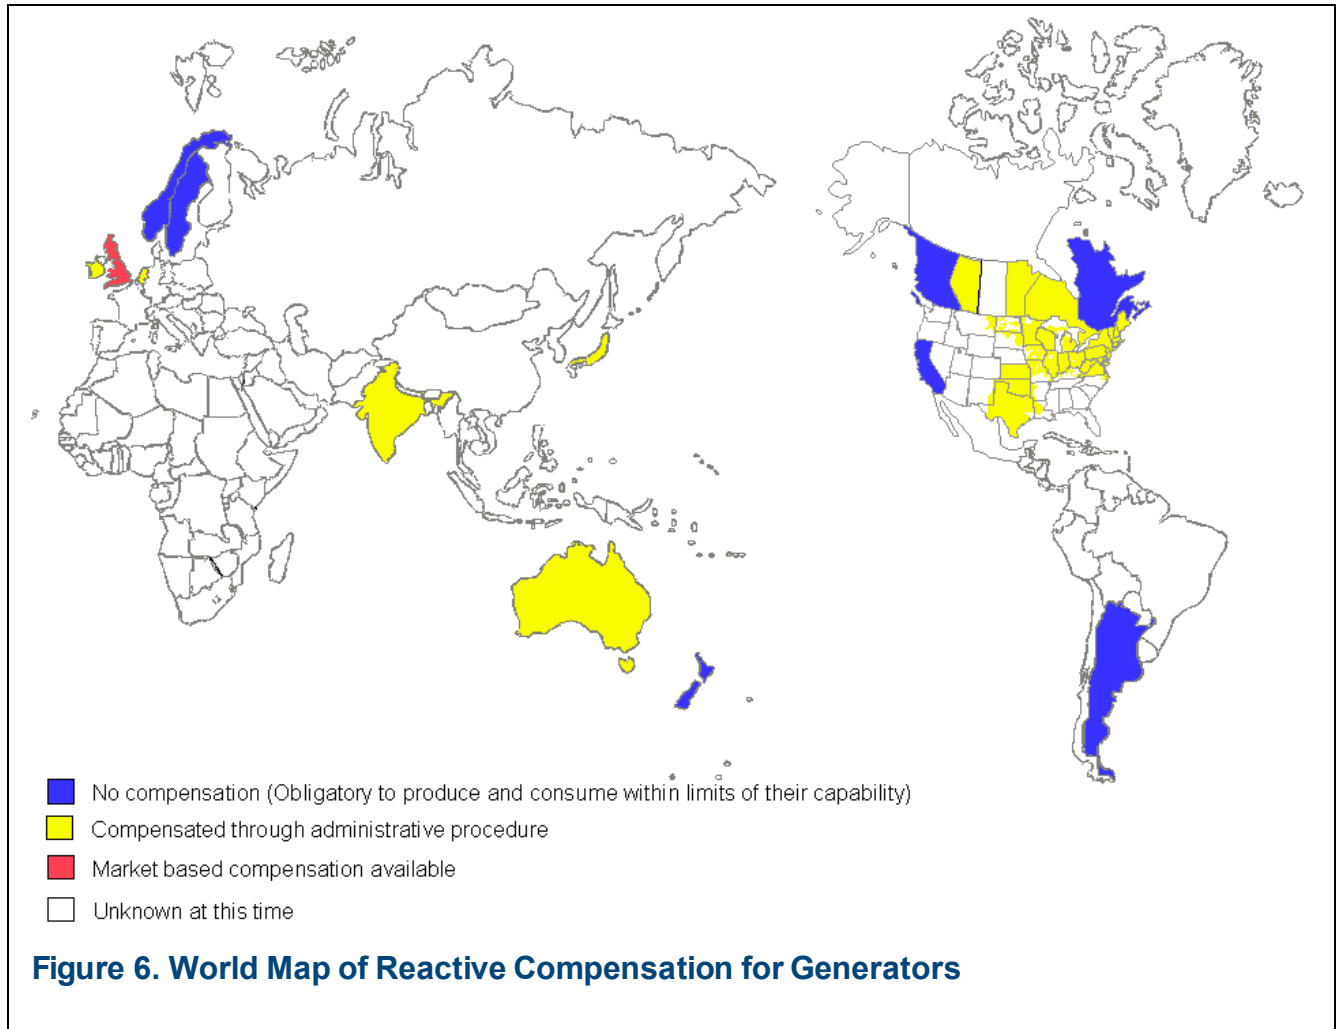 No compensation (Obligatory to produce and consume within limits of their capability)
Compensated through administrative procedure
Market based compensation available
Unknown at this time
Figure 6. World Map of Reactive Compensation for Generators